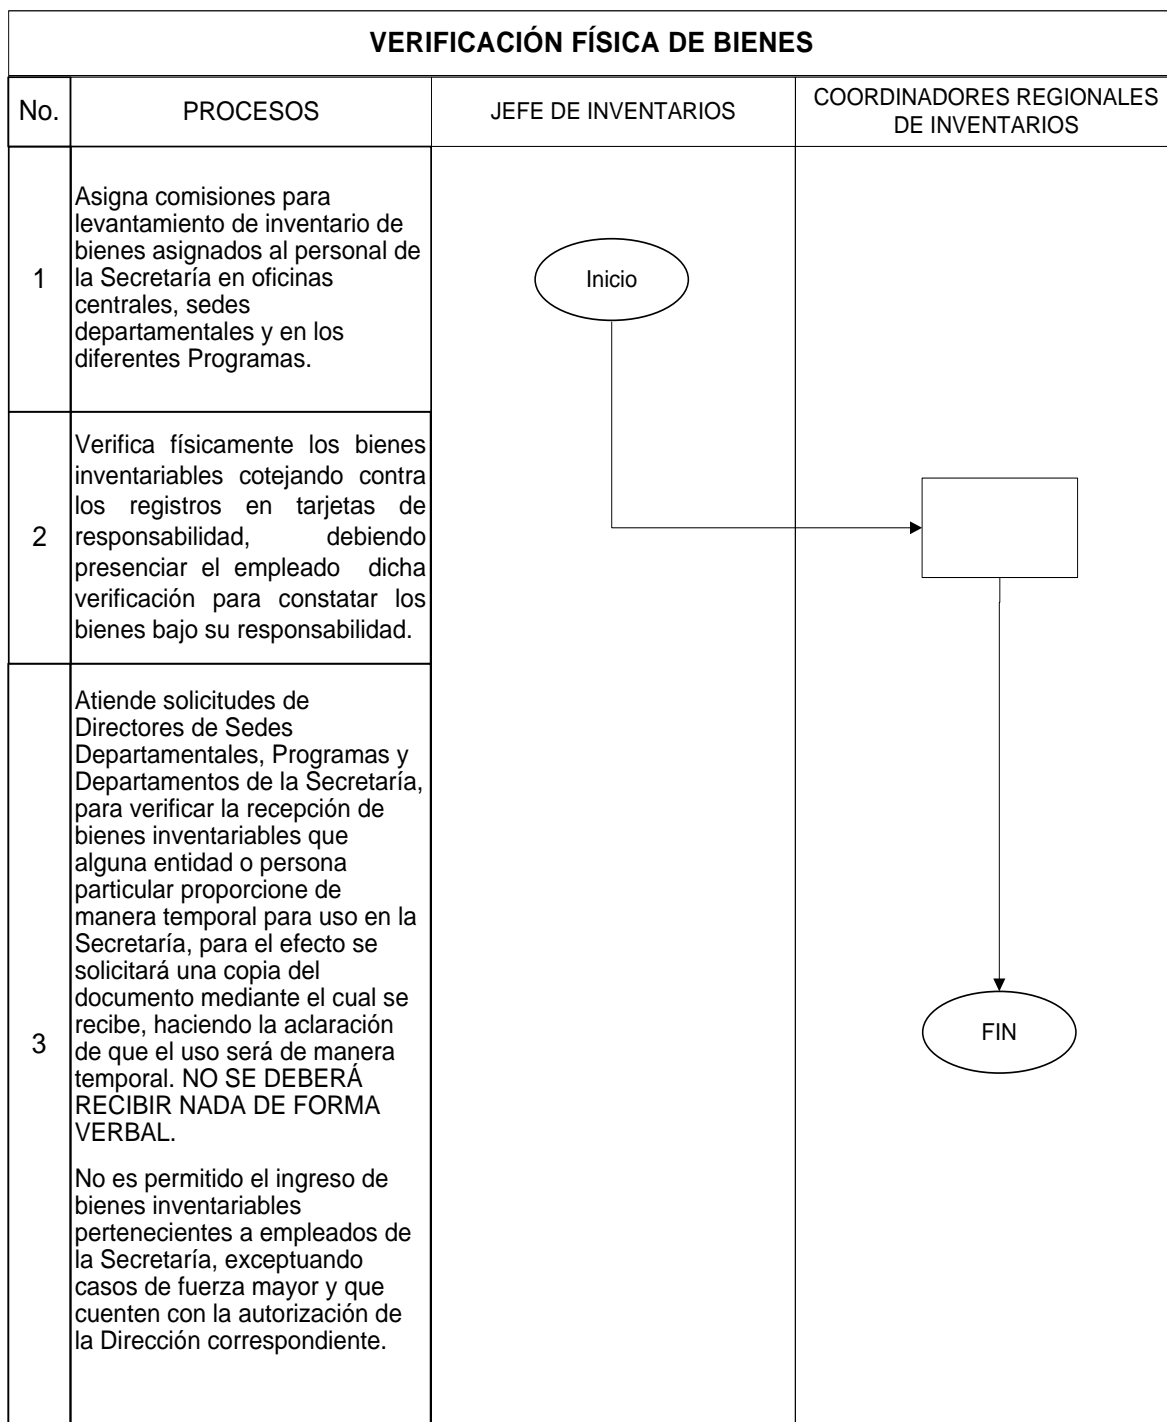 VERIFICACIÓN FÍSICA DE BIENES
No.
PROCESOS
JEFE DE INVENTARIOS
COORDINADORES REGIONALES
DE INVENTARIOS
1
Asigna comisiones para
levantamiento de inventario de
bienes asignados al personal de
la Secretaría en oficinas
centrales, sedes
departamentales y en los
diferentes Programas.
Inicio
2
Verifica físicamente los bienes
inventariables cotejando contra
los registros en tarjetas de
responsabilidad, debiendo
presenciar el empleado dicha
verificación para constatar los
bienes bajo su responsabilidad.
3
Atiende solicitudes de
Directores de Sedes
Departamentales, Programas y
Departamentos de la Secretaría,
para verificar la recepción de
bienes inventariables que
alguna entidad o persona
particular proporcione de
manera temporal para uso en la
Secretaría, para el efecto se
solicitará una copia del
documento mediante el cual se
recibe, haciendo la aclaración
de que el uso será de manera
temporal. NO SE DEBERÁ
RECIBIR NADA DE FORMA
VERBAL.
No es permitido el ingreso de
bienes inventariables
pertenecientes a empleados de
la Secretaría, exceptuando
casos de fuerza mayor y que
cuenten con la autorización de
la Dirección correspondiente.
FIN